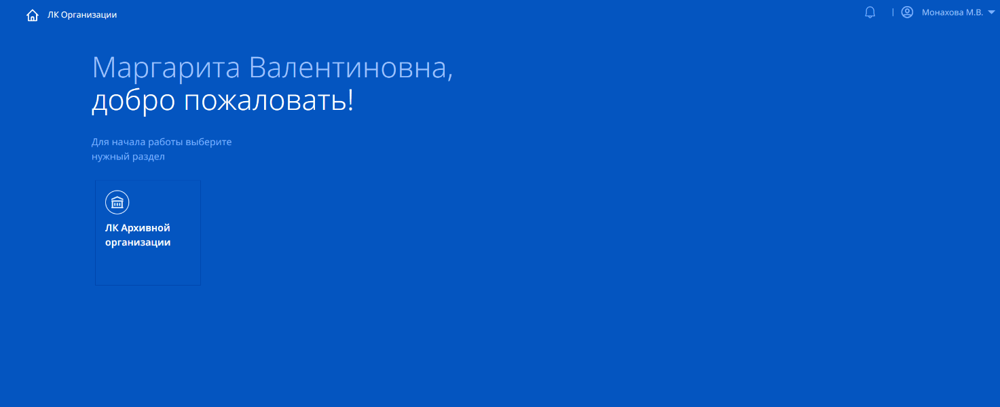 ЛК Организации
Монахова М.В.
Маргарита Валентиновна,
добро пожаловать!
Для начала работы выберите
нужный раздел
ЛК Архивной
организации